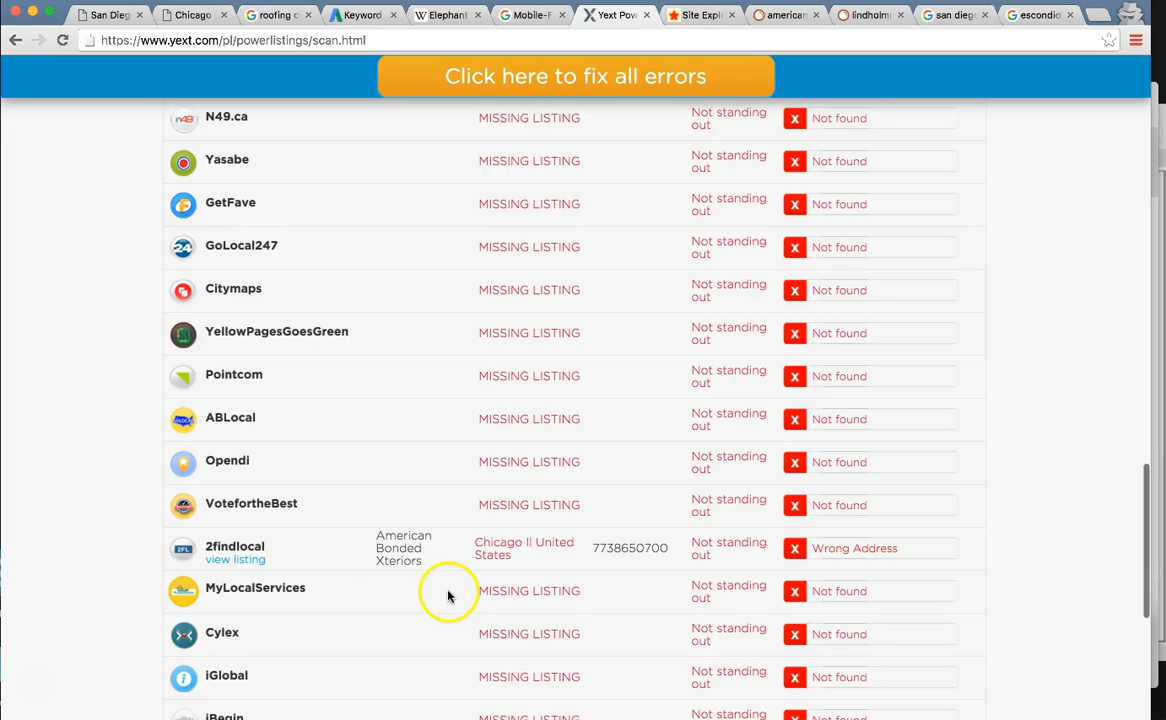 San Die
Chicago
roofing c
Keyword
Elephant
Mobile-F
Yext Pow
Site Expl
american
lindholm
san diego
escondid
https://www.yext.com/pl/powerlistings/scan.html
Click here to fix all errors
N49.ca MISSING LISTING Not standing out X Not found
Yasabe MISSING LISTING Not standing out X Not found
GetFave MISSING LISTING Not standing out X Not found
GoLocal247 MISSING LISTING Not standing out X Not found
Citymaps MISSING LISTING Not standing out X Not found
YellowPagesGoesGreen MISSING LISTING Not standing out X Not found
Pointcom MISSING LISTING Not standing out X Not found
ABLocal MISSING LISTING Not standing out X Not found
Opendi MISSING LISTING Not standing out X Not found
VotefortheBest MISSING LISTING Not standing out X Not found
2findlocal
view listing
American
Bonded
Xteriors
Chicago Il United
States
7738650700
Not standing
out
X Wrong Address
MyLocalServices MISSING LISTING Not standing out X Not found
Cylex MISSING LISTING Not standing out X Not found
iGlobal MISSING LISTING Not standing out X Not found
iBegin MISSING LISTING Not standing Not found